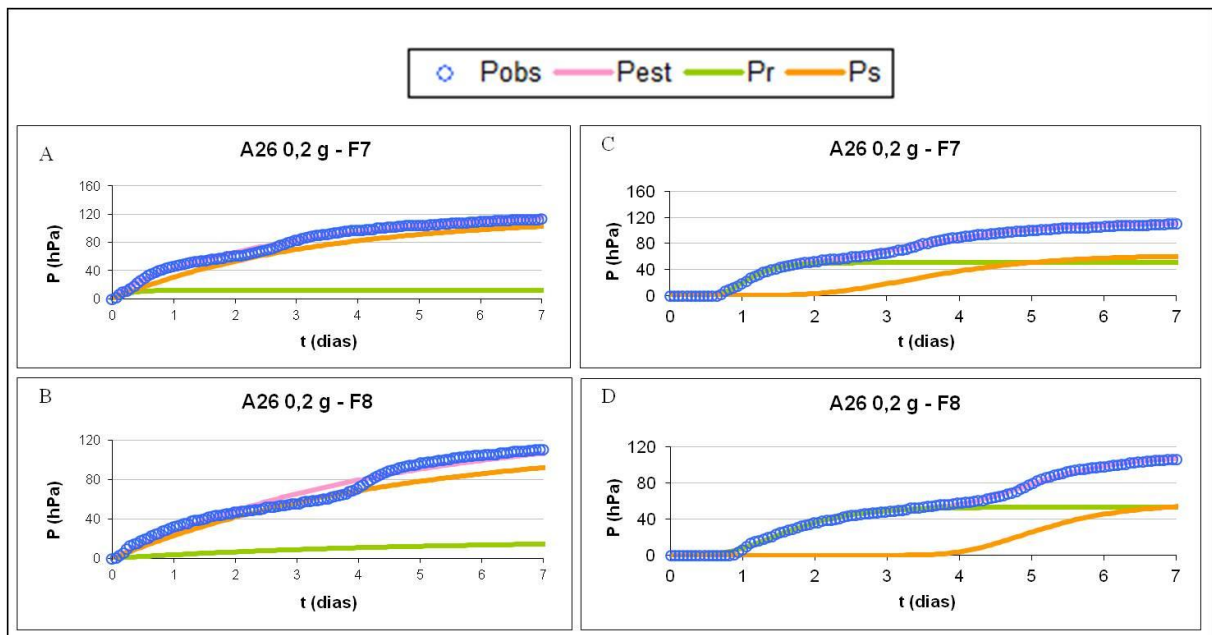 Pobs Pest Pr Ps
A
A26 0,2 g - F7
160
120
80
40
0
P (hPa)
0 1 2 3 4 5 6 7
t (dias)
C
A26 0,2 g - F7
160
120
80
40
0
P (hPa)
0 1 2 3 4 5 6 7
t (dias)
B
A26 0,2 g - F8
120
80
40
0
P (hPa)
0 1 2 3 4 5 6 7
t (dias)
D
A26 0,2 g - F8
120
80
40
0
P (hPa)
0 1 2 3 4 5 6 7
t (dias)